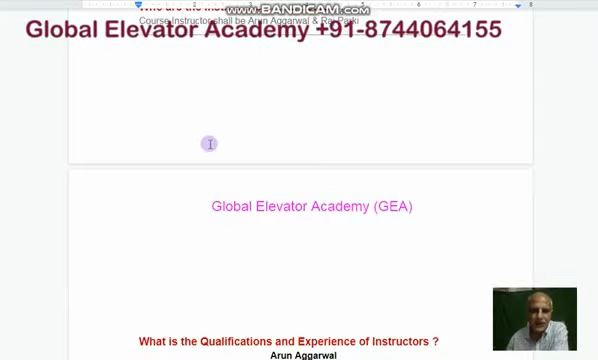 www.BANDICAM.com
Course Instructor shall be Arun Aggarwal & Raj Parki
Global Elevator Academy +91-8744064155
Global Elevator Academy (GEA)
What is the Qualifications and Experience of Instructors ?
Arun Aggarwal